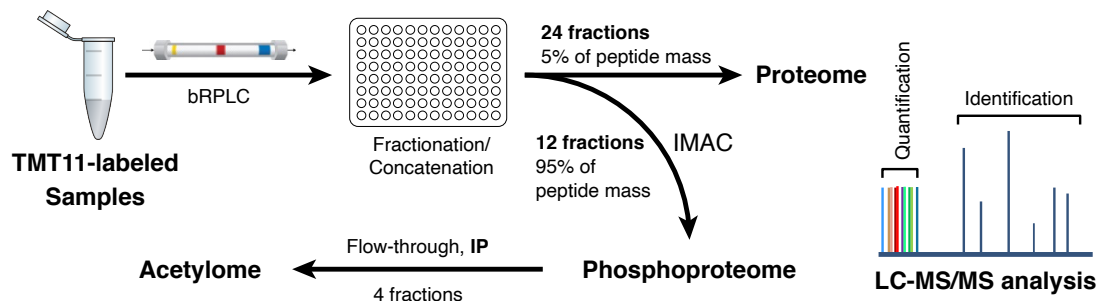 TMT11-labeled
Samples
bRPLC
Fractionation/
Concatenation
24 fractions
5% of peptide mass
Proteome
12 fractions
95% of
peptide mass
IMAC
Phosphoproteome
Flow-through, IP
4 fractions
Acetylome
Quantification
Identification
LC-MS/MS analysis